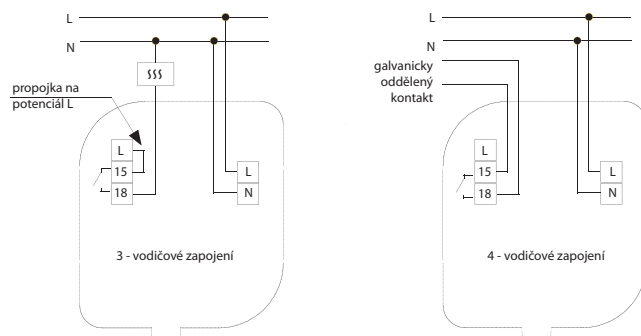 L
N
propojka na
potenciál L
L
15
18
L
N
3 - vodičové zapojení
L
N
galvanicky
oddělený
kontakt
15
18
L
N
4 - vodičové zapojení